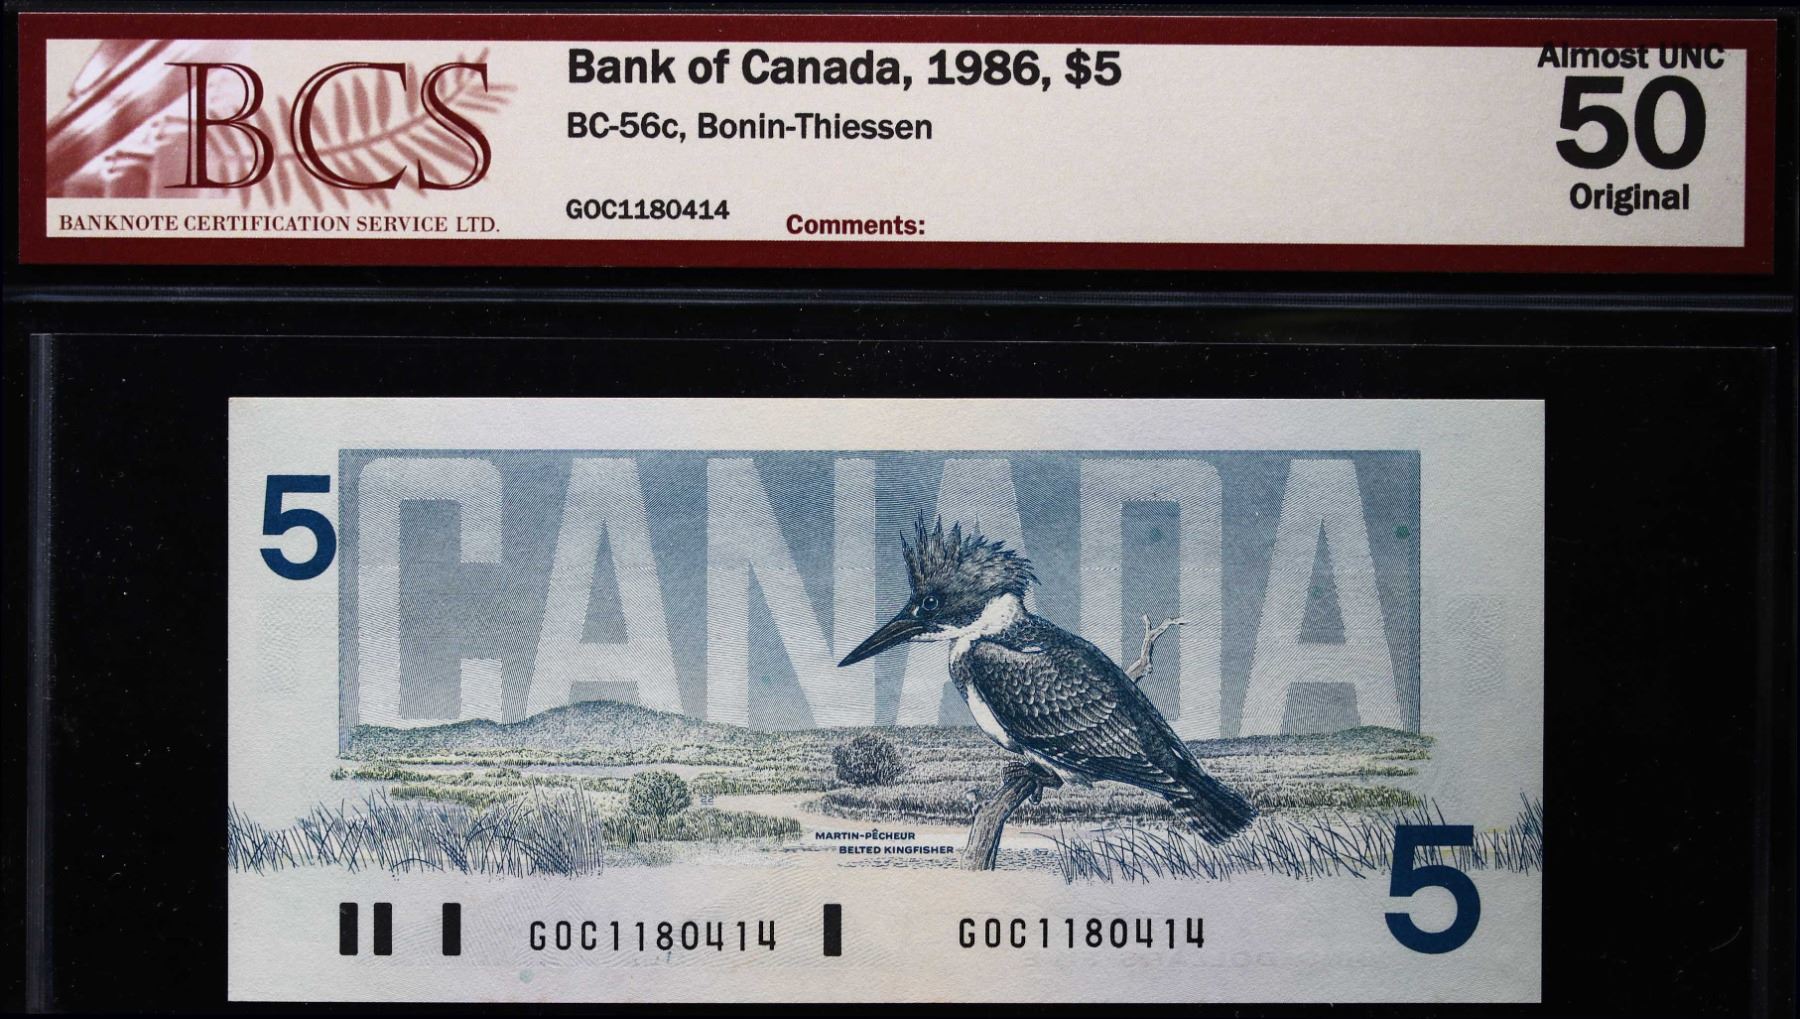 BCS
BANKNOTE CERTIFICATION SERVICE LTD.
Bank of Canada, 1986, $5
BC-56c, Bonin-Thiessen
GOC1180414
Comments:
Almost UNC
50
Original
5
CANADA
MARTIN-PÊCHEUR
BELTED KINGFISHER
5
GOC1180414
GOC1180414